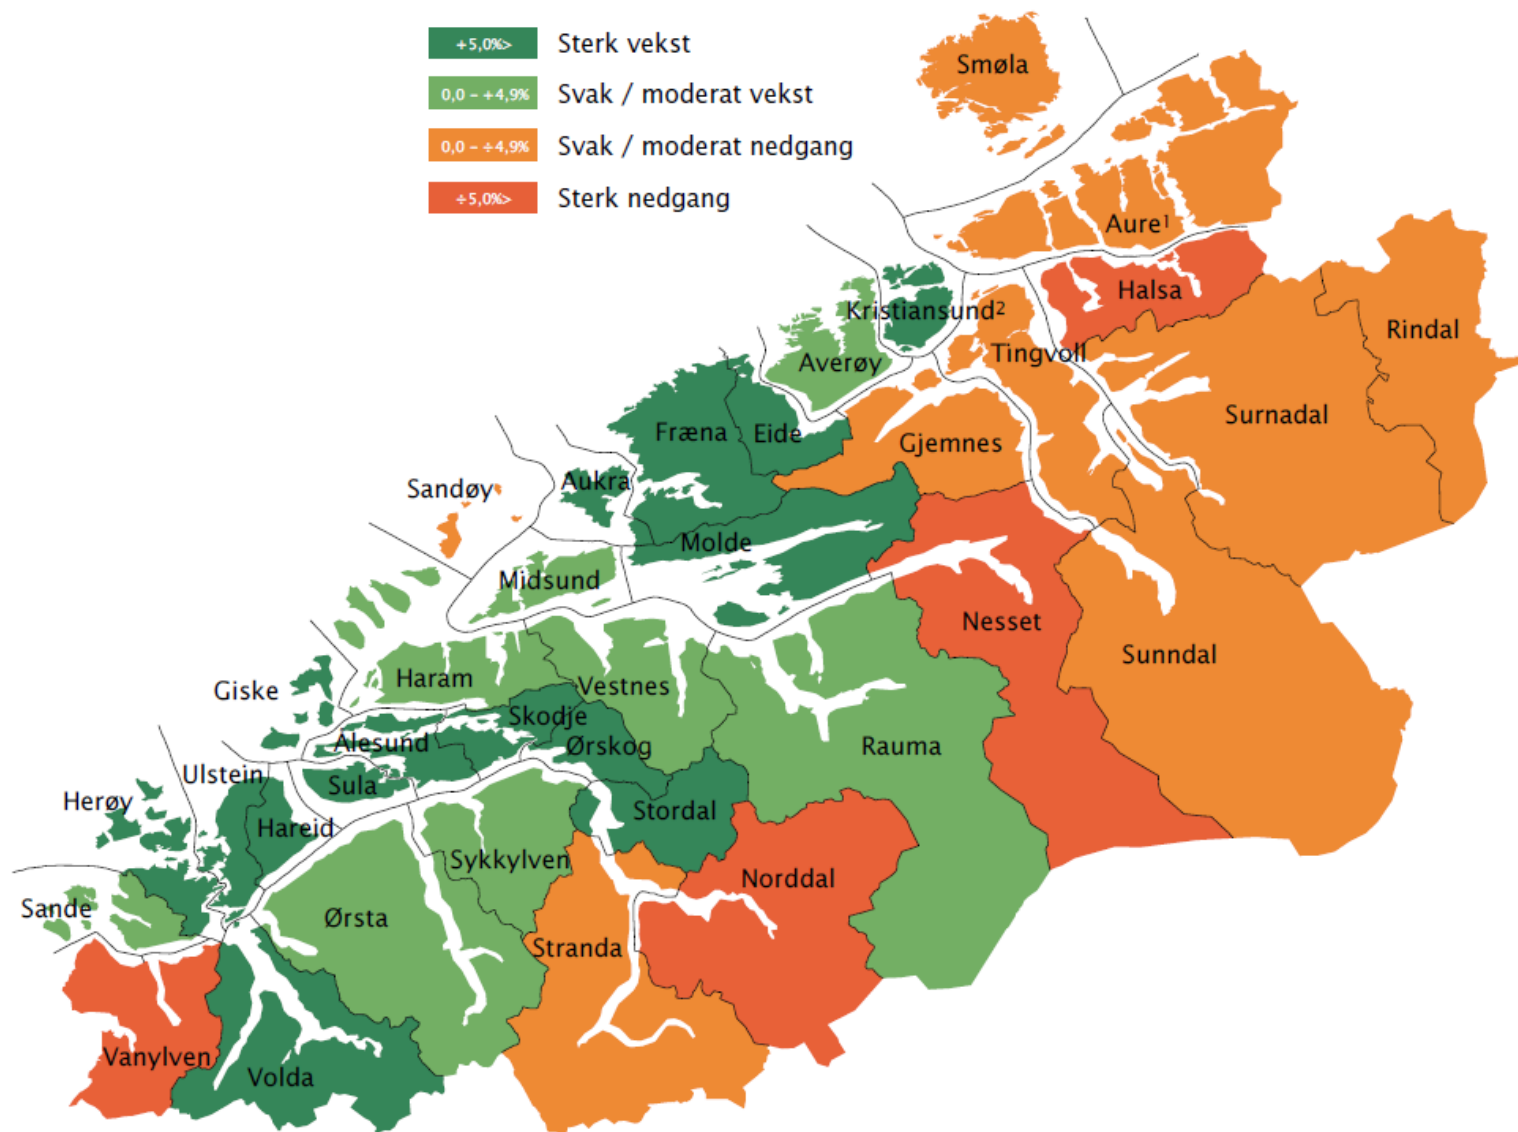 +5,0%> Sterk vekst
0,0 – +4,9% Svak / moderat vekst
0,0 – ÷4,9% Svak / moderat nedgang
÷5,0%> Sterk nedgang
Smøla
Aure¹
Halsa
Kristiansund²
Rindal
Tingvoll
Averøy
Surnadal
Fræna
Eide
Gjemnes
Aukra
Sandøy
Molde
Midsund
Nesset
Sunndal
Haram
Vestnes
Giske
Skodje
Ålesund
Ørskog
Rauma
Ulstein
Sula
Herøy
Stordal
Hareid
Sykkylven
Norddal
Sande
Ørsta
Stranda
Vanylven
Volda